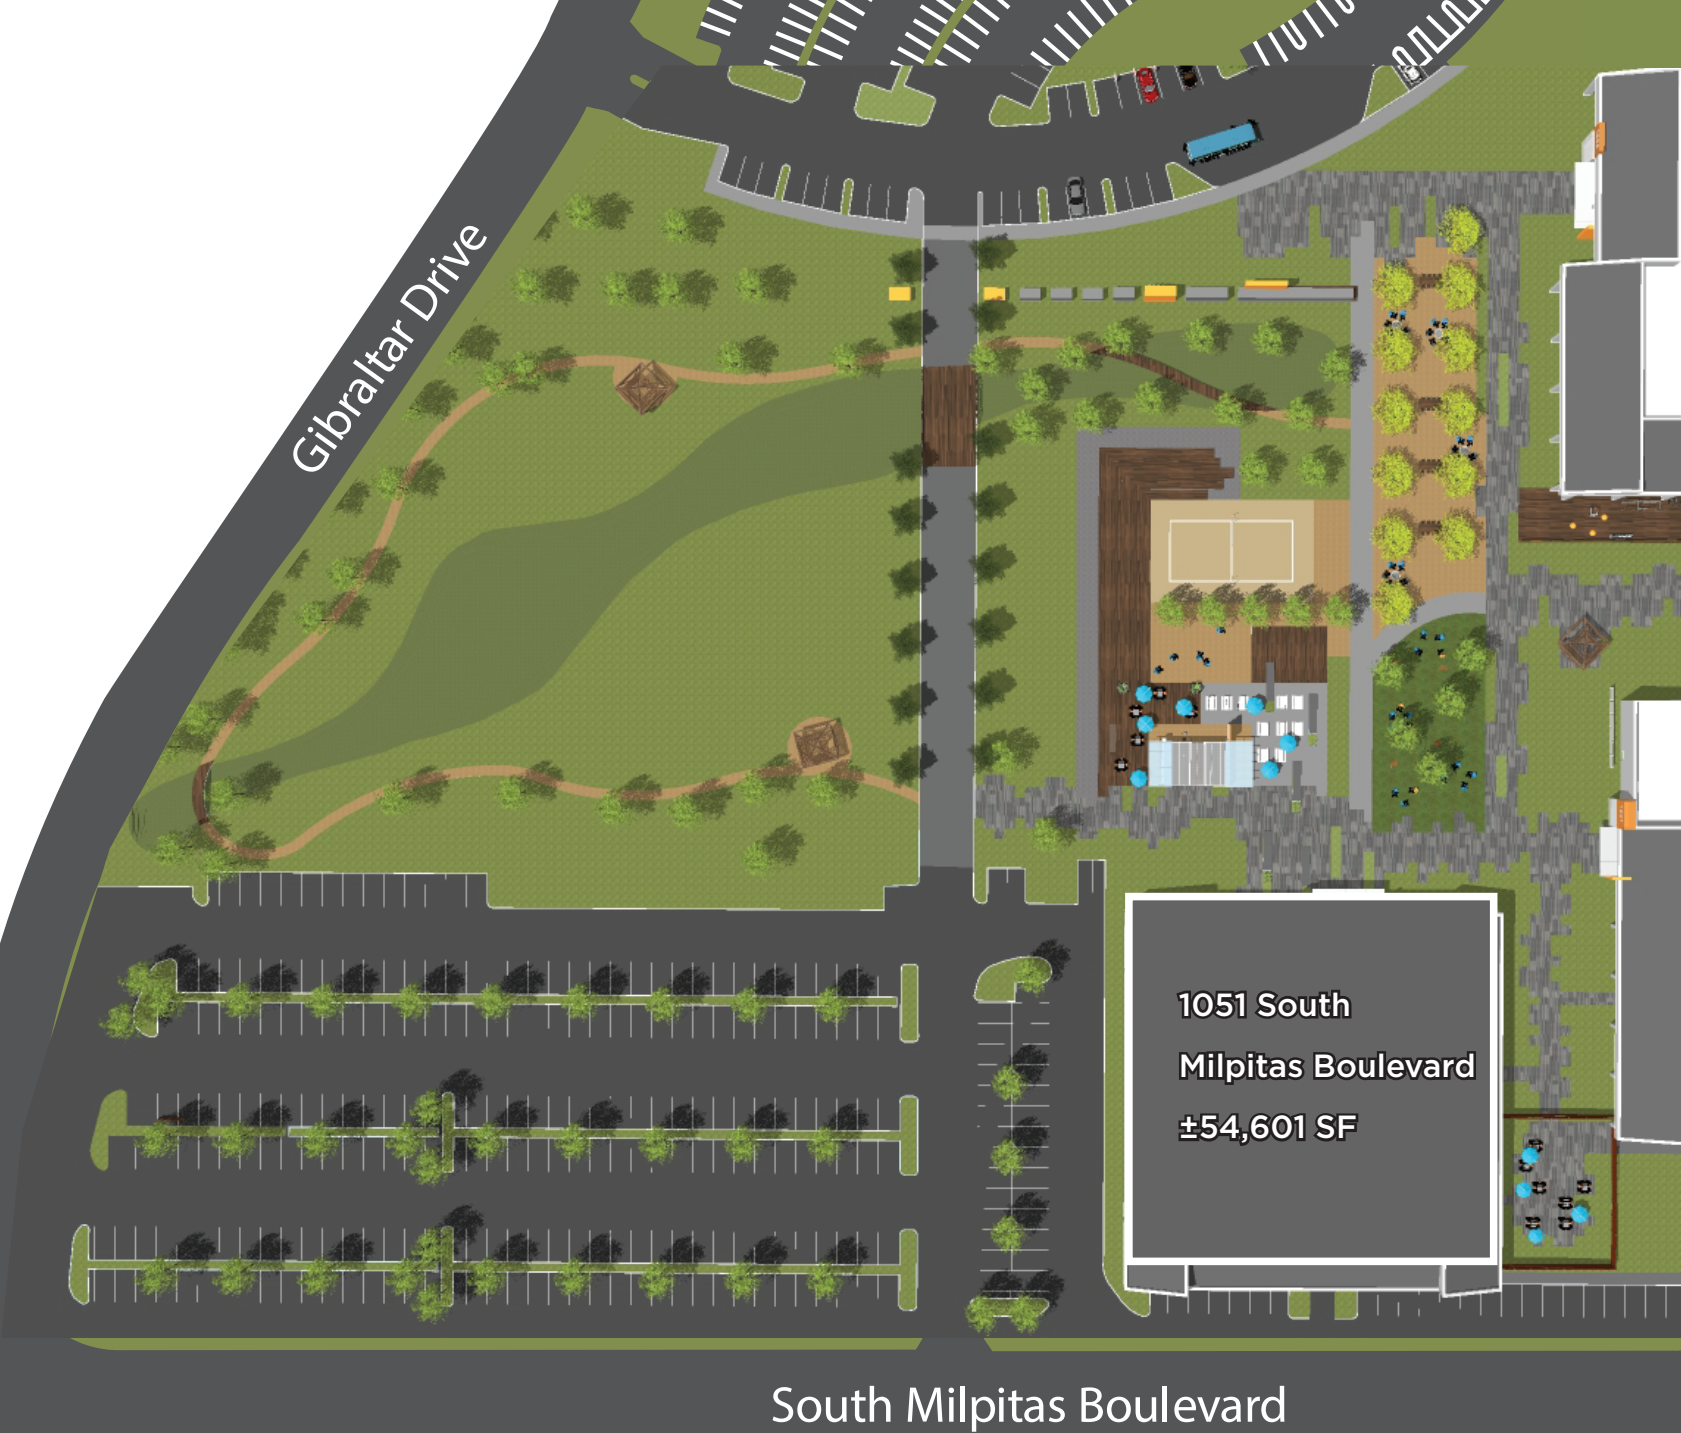 Gibraltar Drive
1051 South
Milpitas Boulevard
±54,601 SF
South Milpitas Boulevard